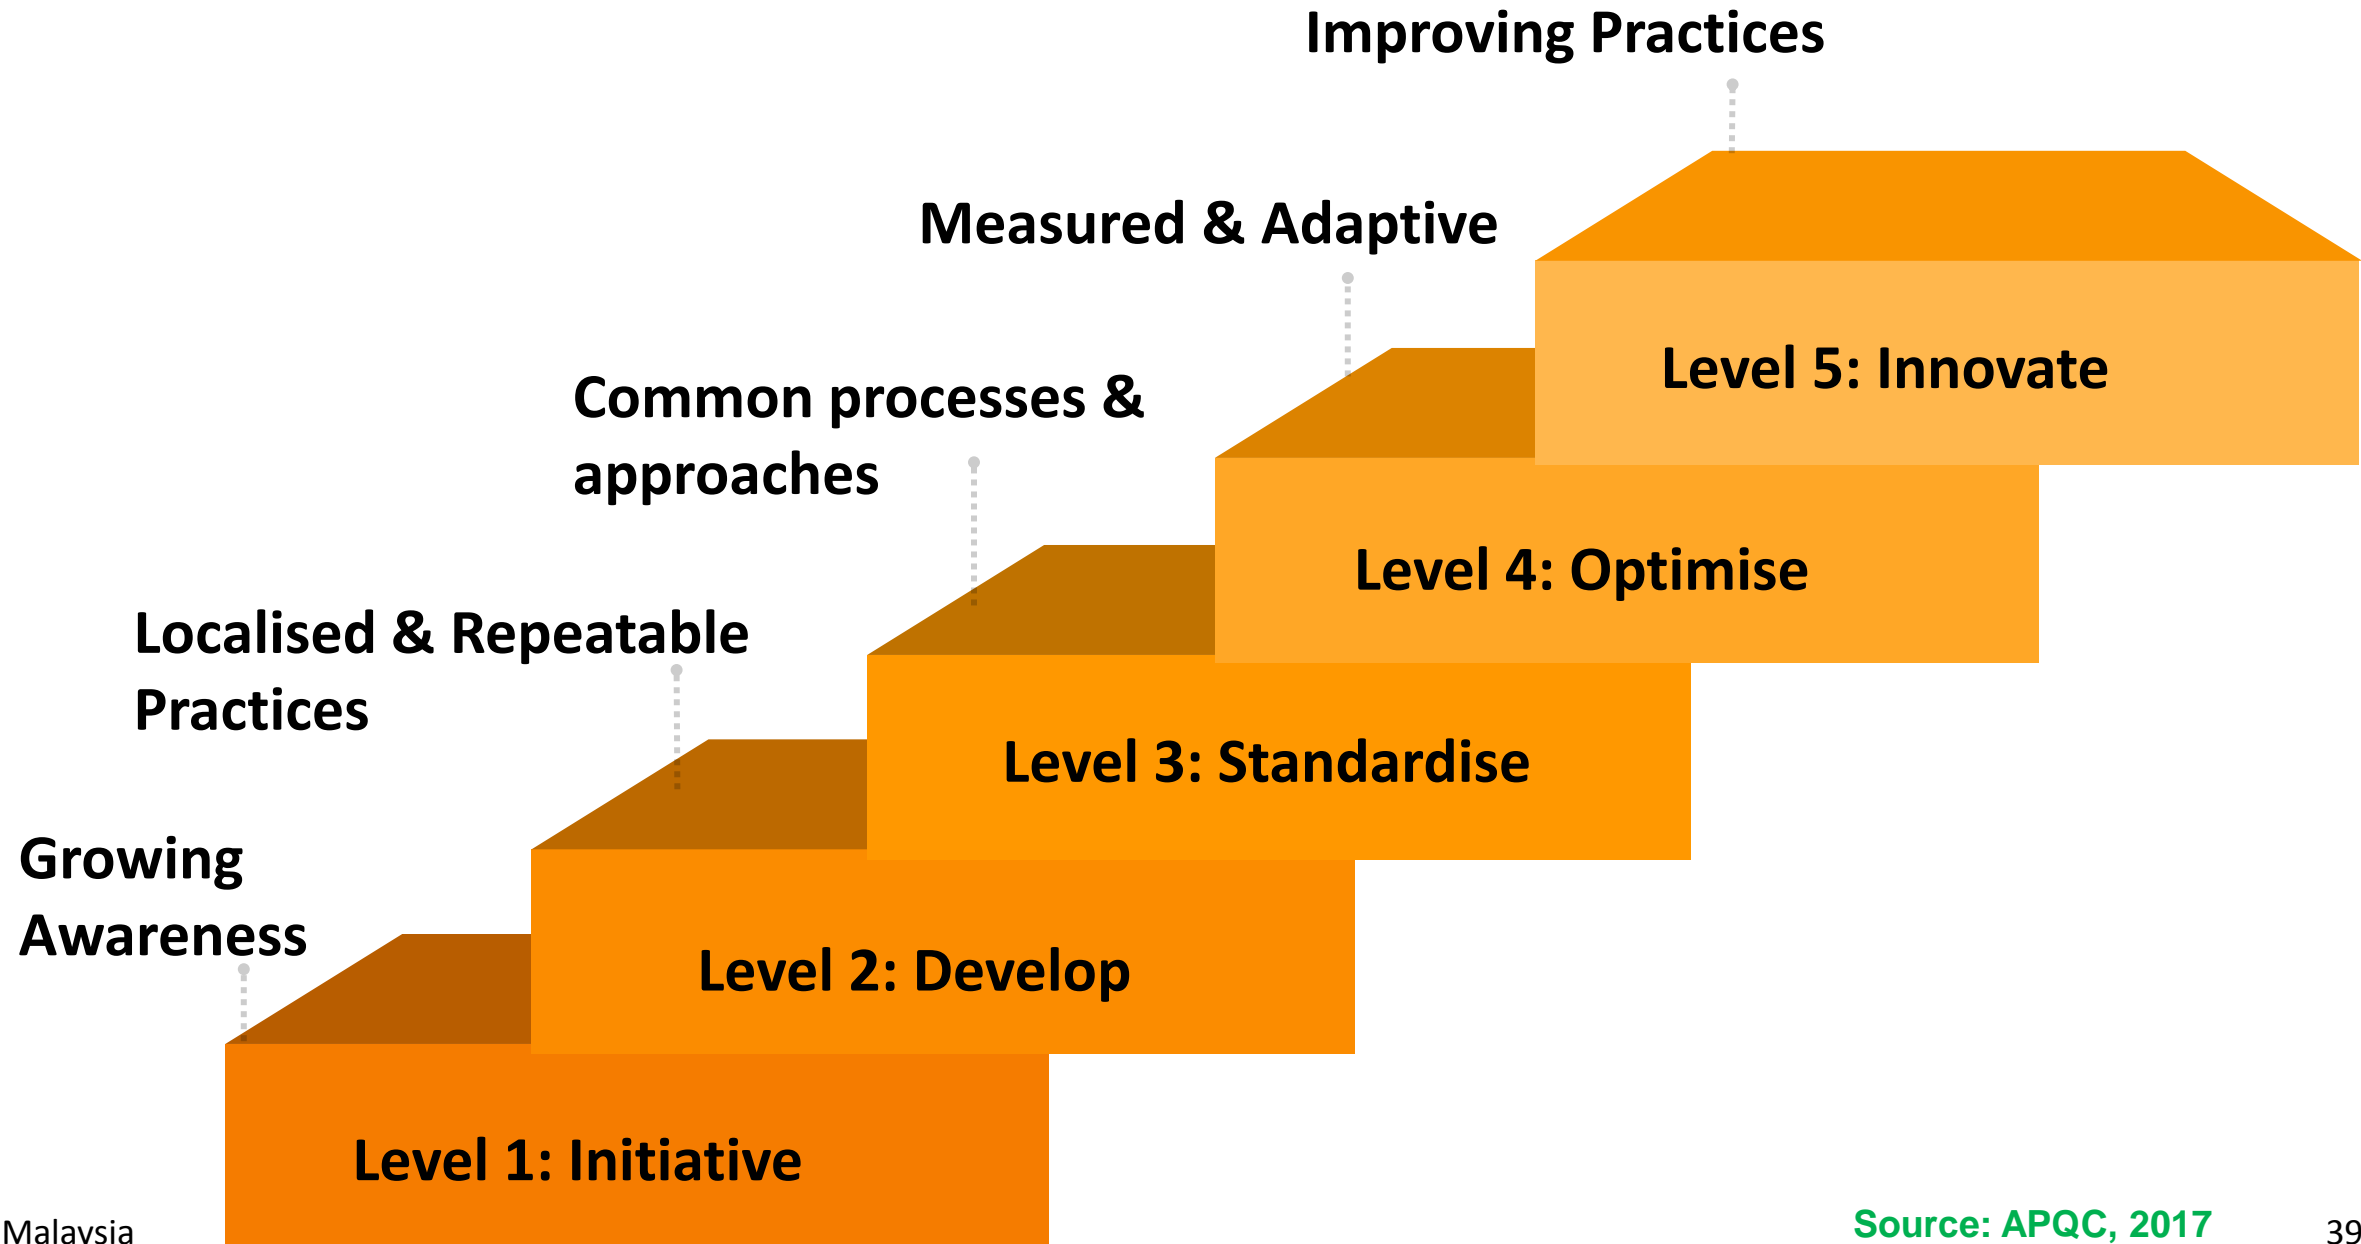 Improving Practices
Measured & Adaptive
Level 5: Innovate
Common processes &
approaches
Level 4: Optimise
Localised & Repeatable
Practices
Level 3: Standardise
Growing
Awareness
Level 2: Develop
Level 1: Initiative
Malaysia
Source: APQC, 2017
39